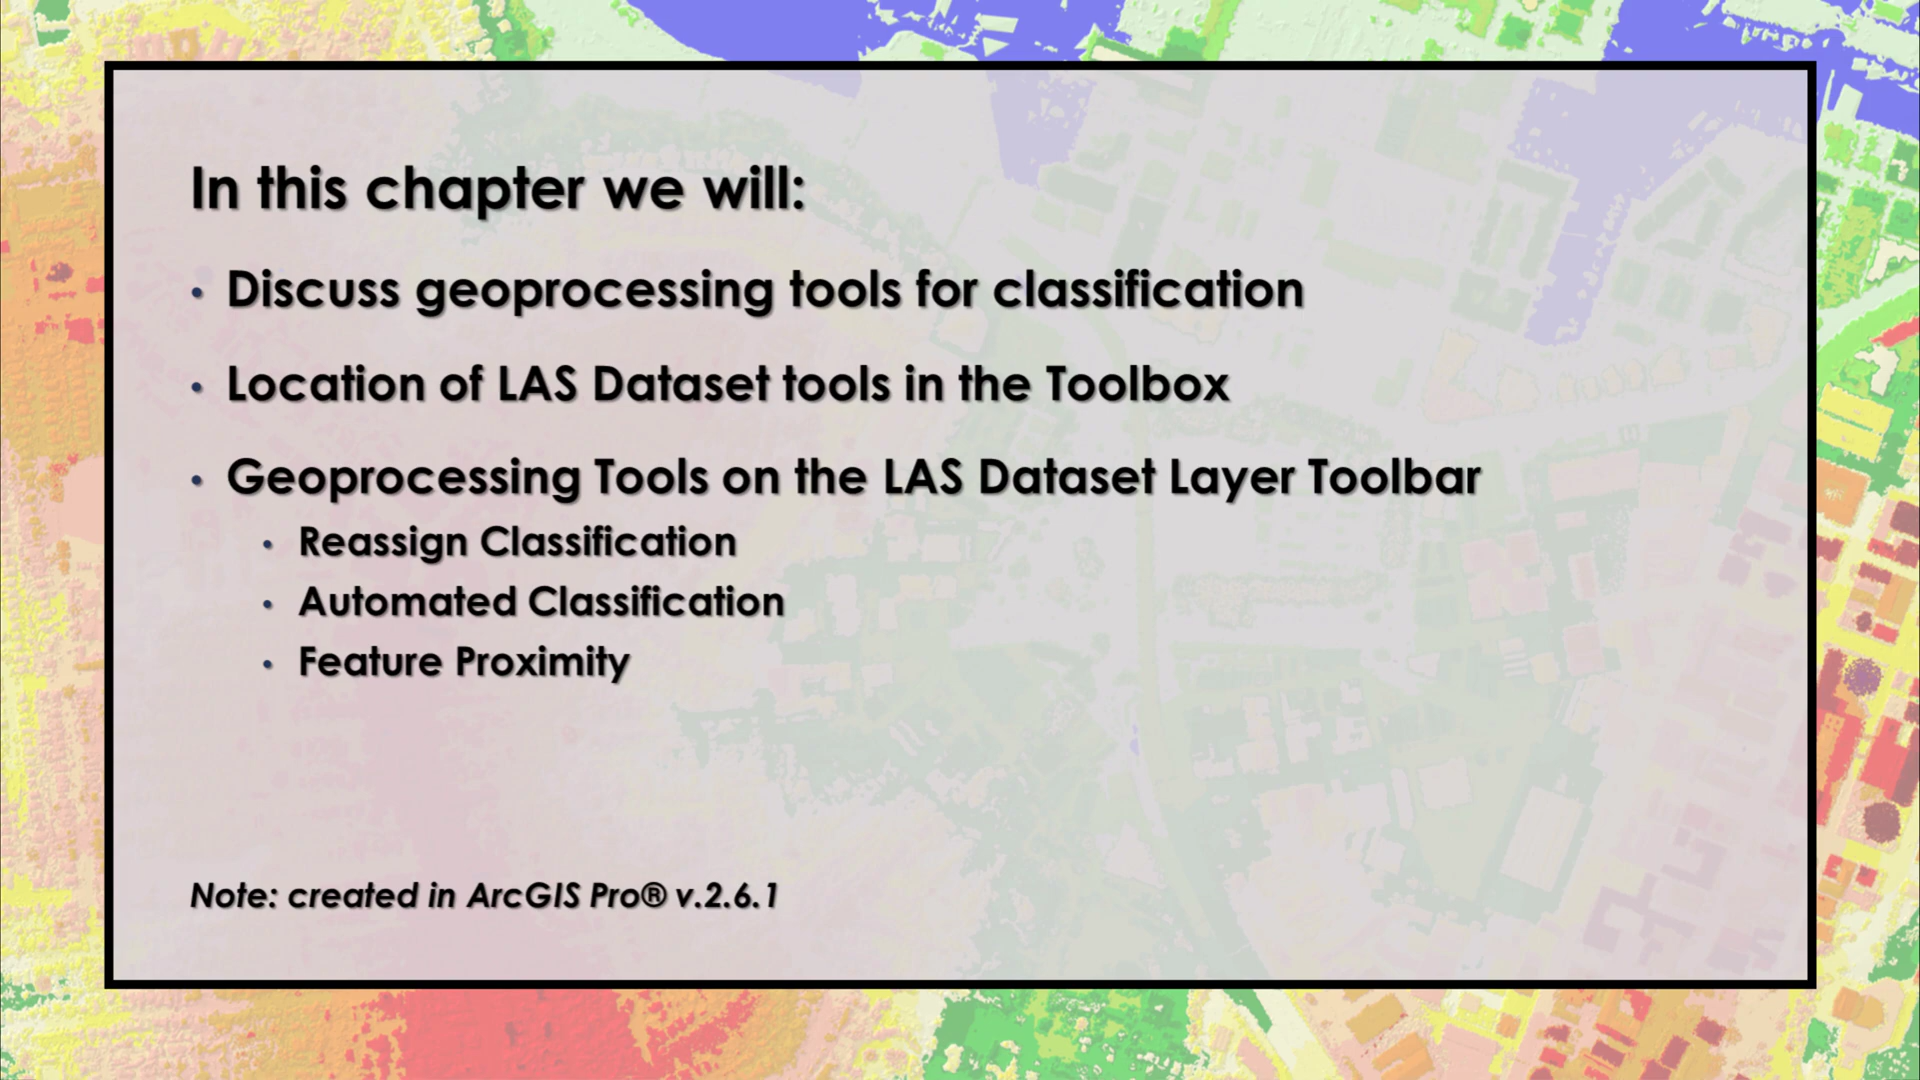 In this chapter we will:
• Discuss geoprocessing tools for classification
• Location of LAS Dataset tools in the Toolbox
• Geoprocessing Tools on the LAS Dataset Layer Toolbar
• Reassign Classification
• Automated Classification
• Feature Proximity
Note: created in ArcGIS Pro® v.2.6.1